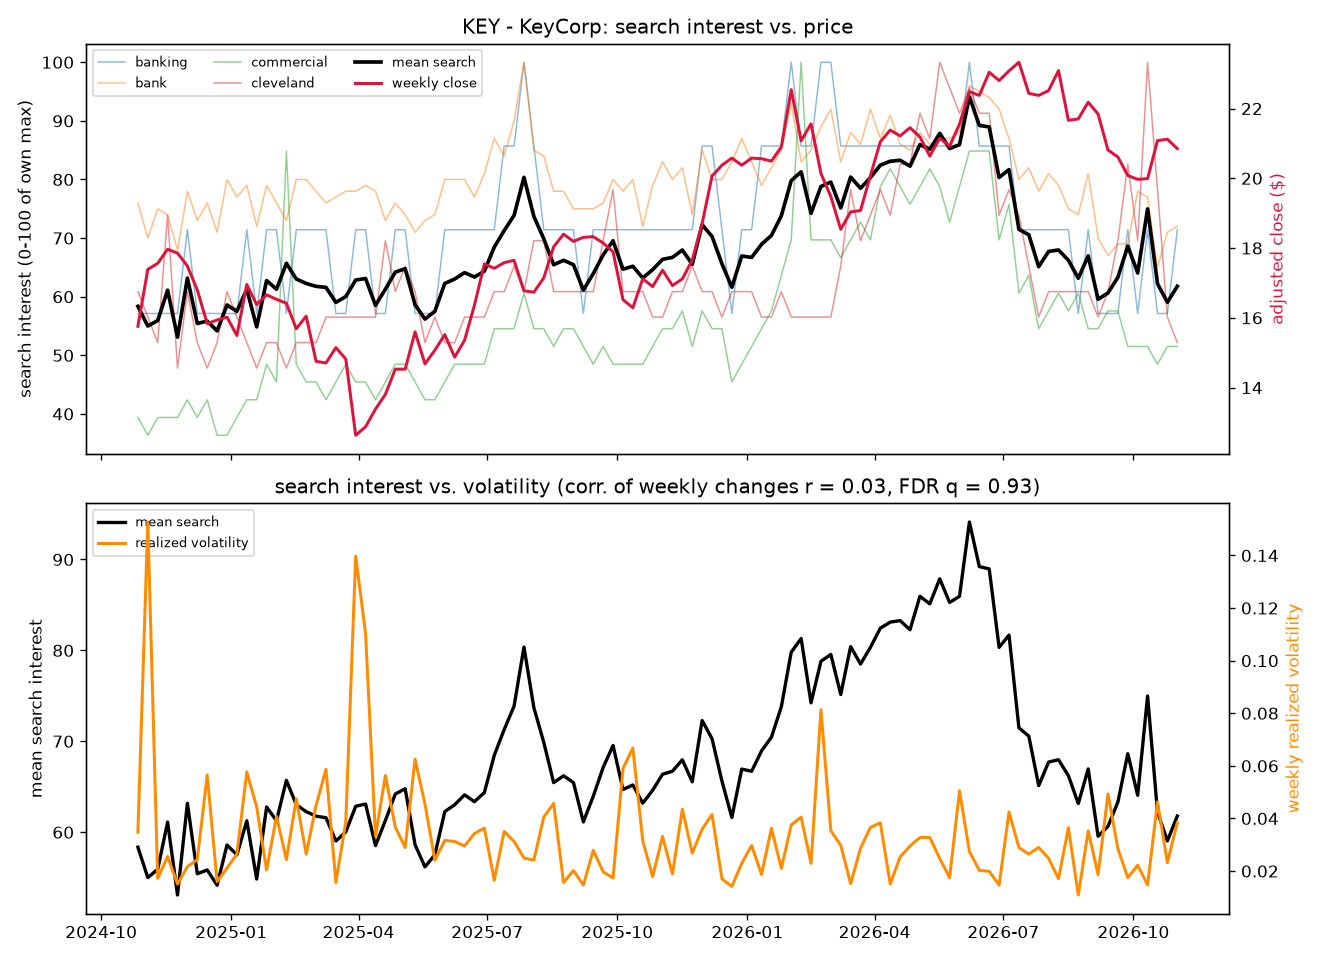 KEY - KeyCorp: search interest vs. price
banking
bank
commercial
cleveland
mean search
weekly close
search interest (0-100 of own max)
100
90
80
70
60
50
40
22
20
18
16
14
adjusted close ($)
search interest vs. volatility (corr. of weekly changes r = 0.03, FDR q = 0.93)
mean search
realized volatility
mean search interest
90
80
70
60
0.14
0.12
0.10
0.08
0.06
0.04
0.02
weekly realized volatility
2024-10
2025-01
2025-04
2025-07
2025-10
2026-01
2026-04
2026-07
2026-10